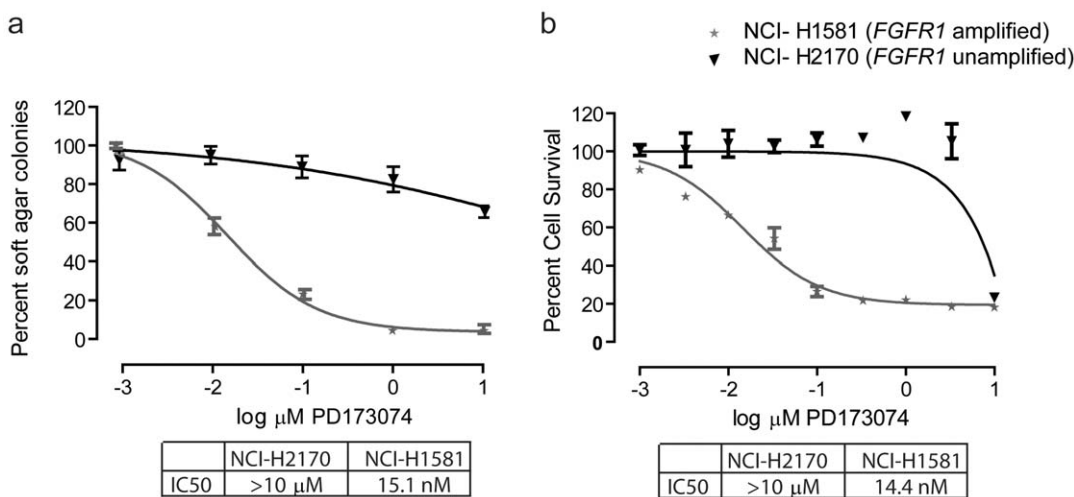 a
b
NCI- H1581 (FGFR1 amplified)
NCI- H2170 (FGFR1 unamplified)
Percent soft agar colonies
120
100
80
60
40
20
0
-3
-2
-1
0
1
log μM PD173074
NCI-H2170 NCI-H1581
IC50 >10 μM 15.1 nM
Percent Cell Survival
120
100
80
60
40
20
0
-3
-2
-1
0
1
log μM PD173074
NCI-H2170 NCI-H1581
IC50 >10 μM 14.4 nM